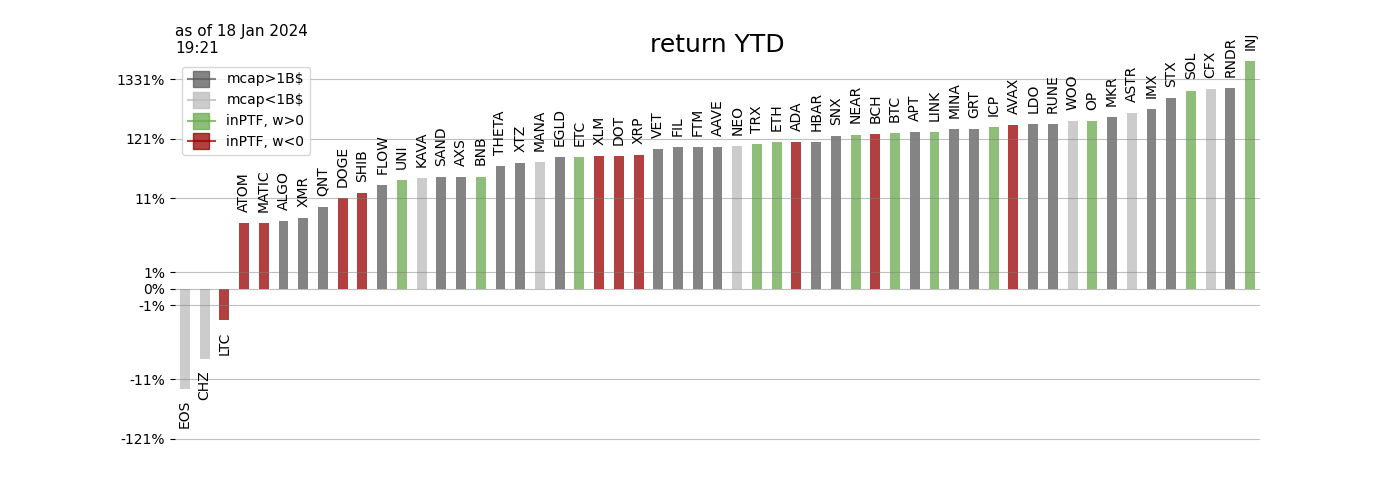 as of 18 Jan 2024
19:21
return YTD
mcap>1B$
mcap<1B$
inPTF, w>0
inPTF, w<0
1331%
121%
11%
1%
0%
-1%
-11%
-121%
EOS
CHZ
LTC
ATOM
MATIC
ALGO
XMR
QNT
DOGE
SHIB
FLOW
UNI
KAVA
SAND
AXS
BNB
THETA
XTZ
MANA
EGLD
ETC
XLM
DOT
XRP
VET
FIL
FTM
AAVE
NEO
TRX
ETH
ADA
HBAR
SNX
NEAR
BCH
BTC
APT
LINK
MINA
GRT
ICP
AVAX
LDO
RUNE
WOO
OP
MKR
ASTR
IMX
STX
SOL
CFX
RNDR
INJ